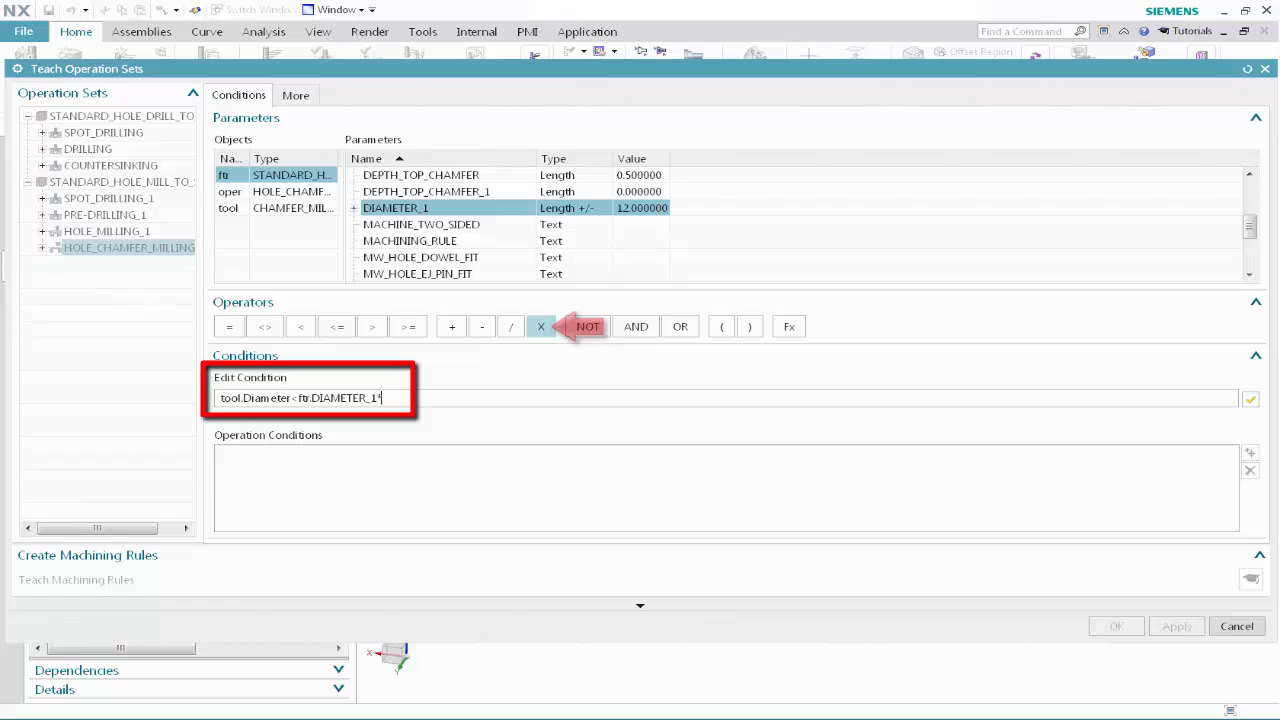 NX Switch Window Window SIEMENS
File Home Assemblies Curve Analysis View Render Tools Internal PMI Application Find a Command Tutorials
Offset Region
Teach Operation Sets
Operation Sets
STANDARD_HOLE_DRILL_TO
SPOT_DRILLING
DRILLING
COUNTERSINKING
STANDARD_HOLE_MILL_TO_
SPOT_DRILLING_1
PRE-DRILLING_1
HOLE_MILLING_1
HOLE_CHAMFER_MILLING
Conditions More
Parameters
Objects Parameters
Na... Type Name Type Value
ftr STANDARD_H... DEPTH_TOP_CHAMFER Length 0.500000
oper HOLE_CHAMF... DEPTH_TOP_CHAMFER_1 Length 0.000000
tool CHAMFER_MIL... DIAMETER_1 Length +/- 12.000000
MACHINE_TWO_SIDED Text
MACHINING_RULE Text
MW_HOLE_DOWEL_FIT Text
MW_HOLE_EJ_PIN_FIT Text
Operators
= <> < <= > >= + - / X NOT AND OR ( ) Fx
Conditions
Edit Condition
tool.Diameter<ftr.DIAMETER_1*
Operation Conditions
Create Machining Rules
Teach Machining Rules
OK Apply Cancel
X Y
Dependencies
Details